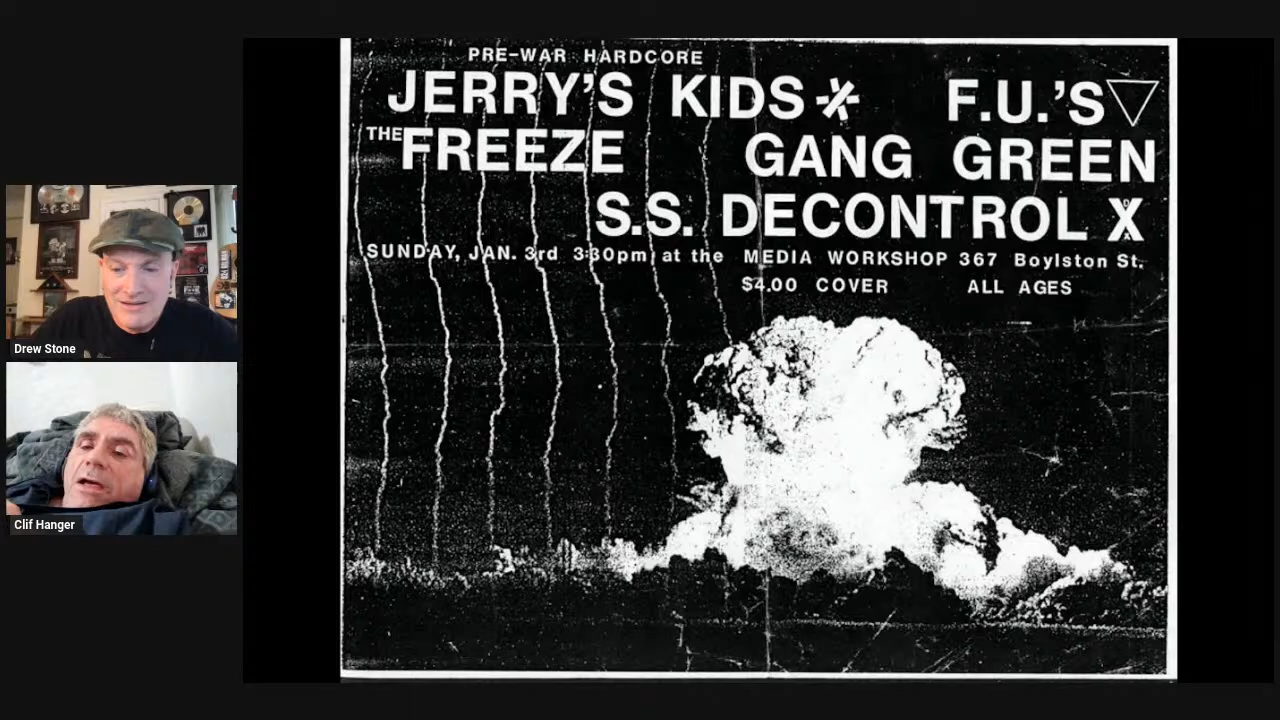 PRE-WAR HARDCORE
JERRY'S KIDS F.U.'S
THE FREEZE GANG GREEN
S.S. DECONTROL X
SUNDAY, JAN. 3rd 3:30pm at the MEDIA WORKSHOP 367 Boylston St.
$4.00 COVER ALL AGES
Drew Stone
Clif Hanger